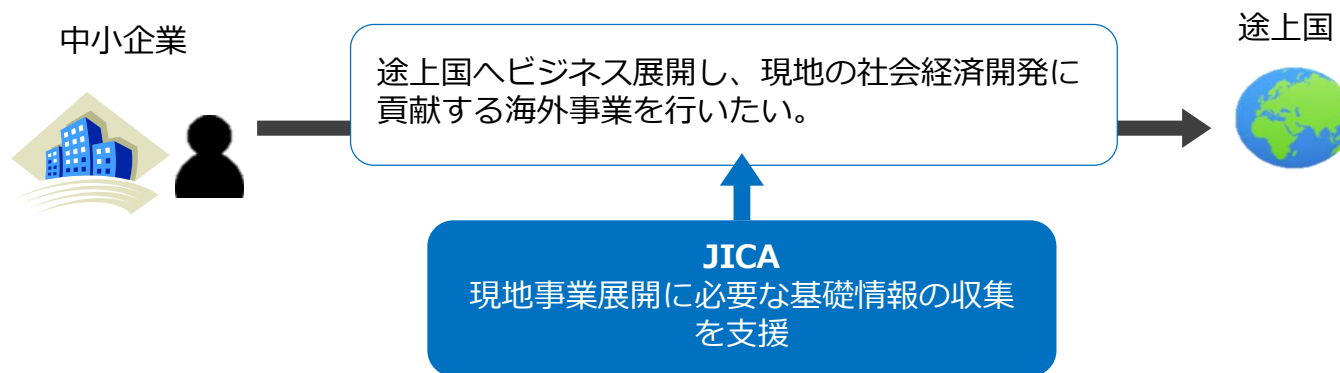 中小企業
途上国
途上国へビジネス展開し、現地の社会経済開発に
貢献する海外事業を行いたい。
JICA
現地事業展開に必要な基礎情報の収集
を支援